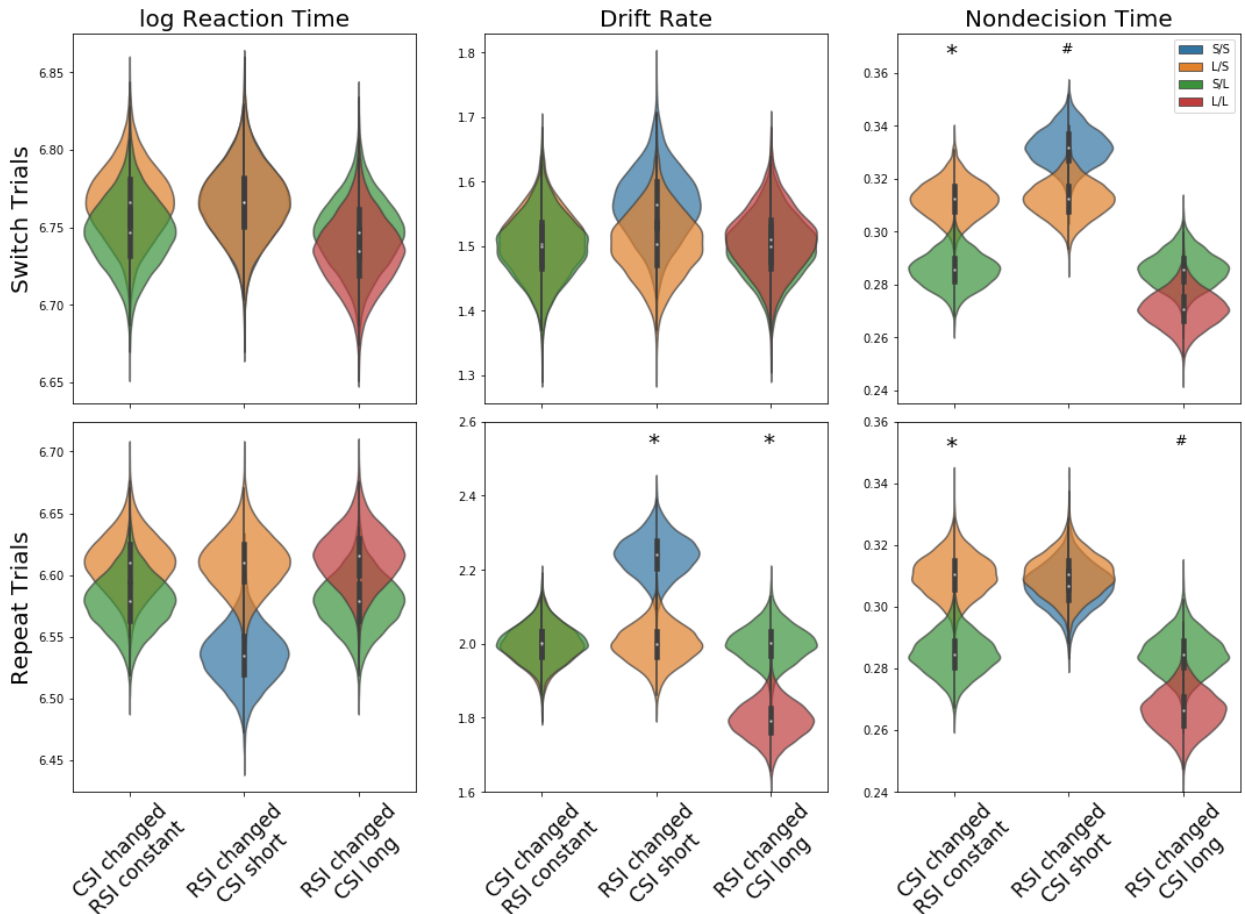 log Reaction Time
Drift Rate
Nondecision Time
Switch Trials
6.85
6.80
6.75
6.70
6.65
1.8
1.7
1.6
1.5
1.4
1.3
0.36
0.34
0.32
0.30
0.28
0.26
0.24
*
#
S/S
L/S
S/L
L/L
Repeat Trials
6.70
6.65
6.60
6.55
6.50
6.45
2.6
2.4
2.2
2.0
1.8
1.6
*
*
0.36
0.34
0.32
0.30
0.28
0.26
0.24
*
#
CSI changed
RSI constant
RSI changed
CSI short
RSI changed
CSI long
CSI changed
RSI constant
RSI changed
CSI short
RSI changed
CSI long
CSI changed
RSI constant
RSI changed
CSI short
RSI changed
CSI long